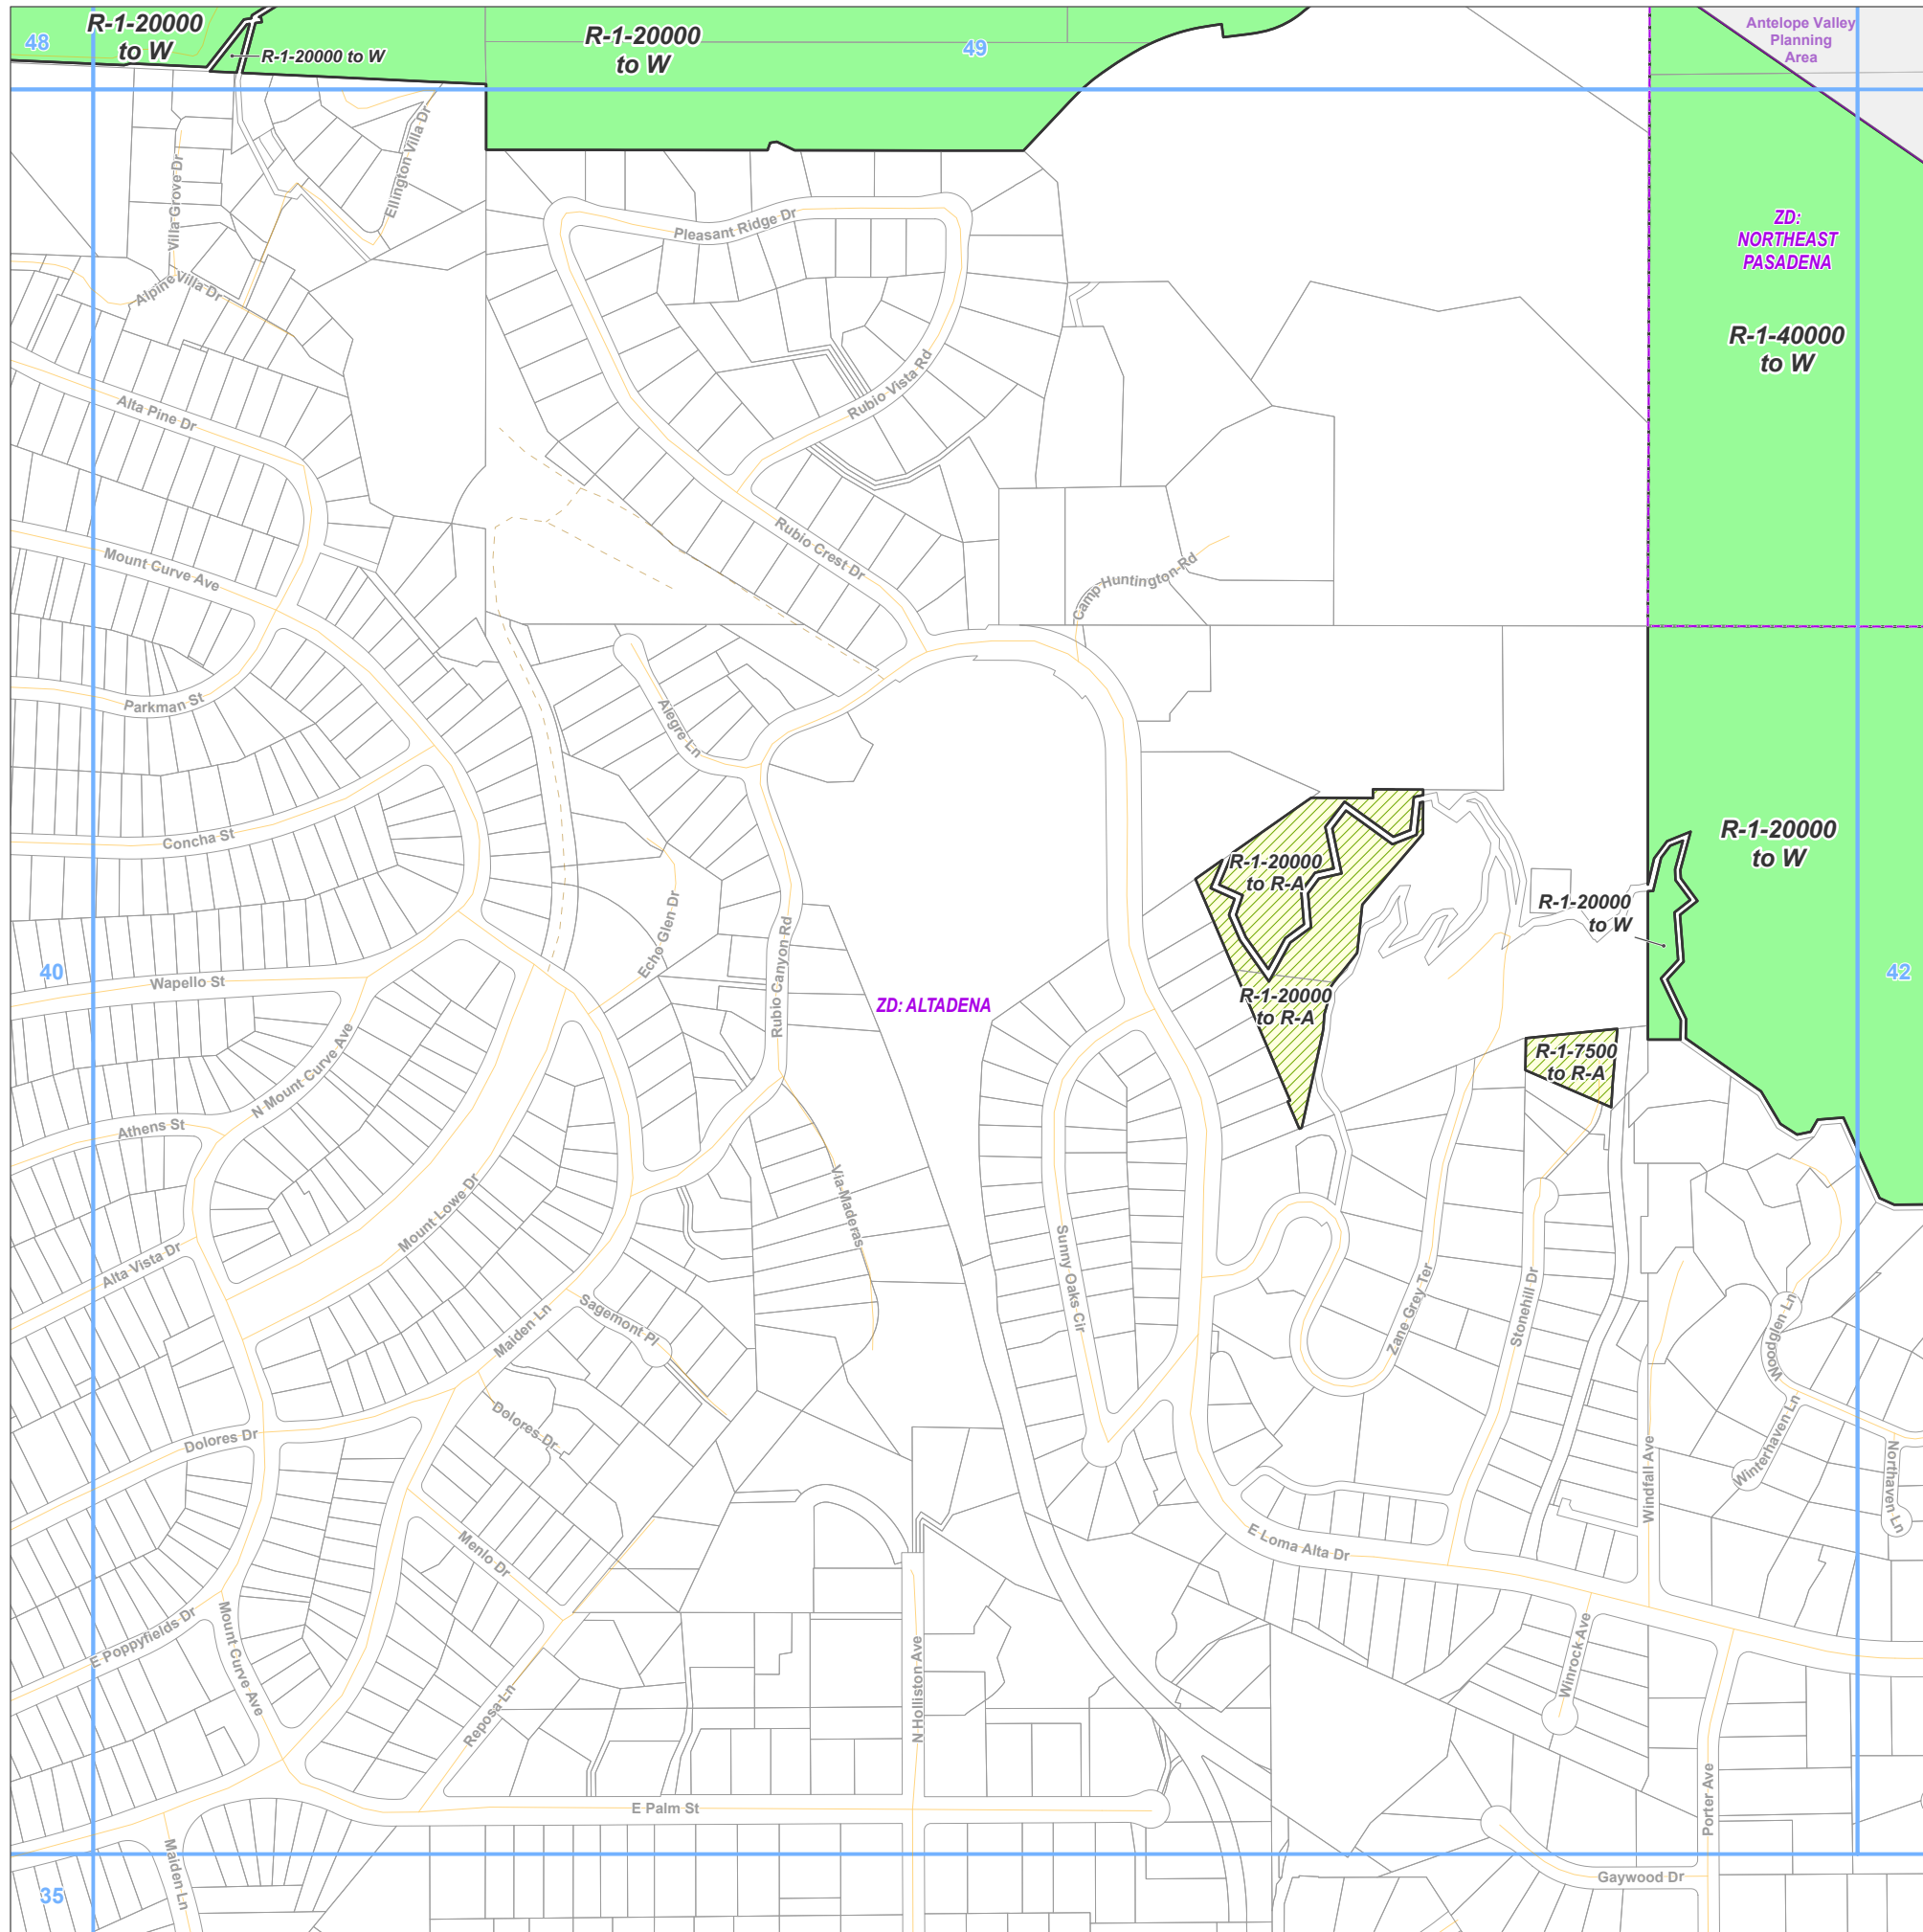 R-1-20000
to W
48
R-1-20000 to W
R-1-20000
to W
49
Antelope Valley
Planning
Area
Ellington Villa Dr
Villa Grove Dr
Alpine Villa Dr
Pleasant Ridge Dr
ZD:
NORTHEAST
PASADENA
R-1-40000
to W
Rubio Vista Rd
Alta Pine Dr
Mount Curve Ave
Rubio Crest Dr
Camp Huntington Rd
Parkman St
Alegre Ln
Concha St
R-1-20000
to W
R-1-20000
to R-A
R-1-20000
to W
Echo Glen Dr
Rubio Canyon Rd
40
Wapello St
ZD: ALTADENA
R-1-20000
to R-A
42
N Mount Curve Ave
R-1-7500
to R-A
Athens St
Mount Lowe Dr
Via Maderas
Alta Vista Dr
Sunny Oaks Cir
Zane Grey Ter
Stonehill Dr
Maiden Ln
Sagemont Pl
Woodglen Ln
Dolores Dr
Dolores Dr
Winterhaven Ln
Northaven Ln
Windfall Ave
Menlo Dr
E Loma Alta Dr
E Poppyfields Dr
Mount Curve Ave
Winrock Ave
N Holliston Ave
Reposa Ln
E Palm St
Porter Ave
Maiden Ln
Gaywood Dr
35